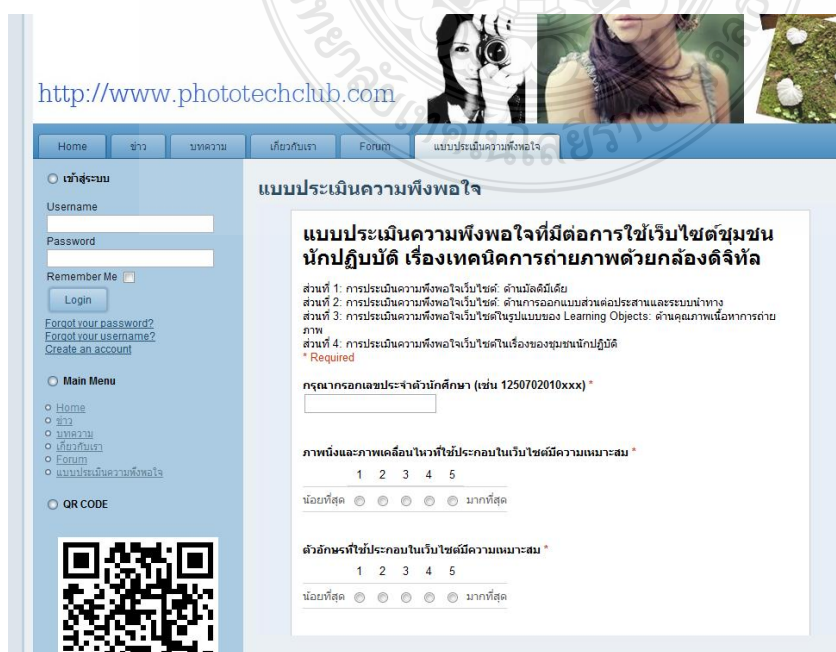 http://www.phototechclub.com
Home ข่าว บทความ เกี่ยวกับเรา Forum แบบประเมินความพึงพอใจ
เข้าสู่ระบบ
Username
Password
Remember Me
Login
Forgot your password?
Forgot your username?
Create an account
Main Menu
Home
ข่าว
บทความ
เกี่ยวกับเรา
Forum
แบบประเมินความพึงพอใจ
QR CODE
แบบประเมินความพึงพอใจ
แบบประเมินความพึงพอใจที่มีต่อการใช้เว็บไซต์ชุมชน
นักปฏิบัติ เรื่องเทคนิคการถ่ายภาพด้วยกล้องดิจิทัล
ส่วนที่ 1: การประเมินความพึงพอใจเว็บไซต์: ด้านมัลติมีเดีย
ส่วนที่ 2: การประเมินความพึงพอใจเว็บไซต์: ด้านการออกแบบส่วนต่อประสานและระบบนำทาง
ส่วนที่ 3: การประเมินความพึงพอใจเว็บไซต์ในรูปแบบของ Learning Objects: ด้านคุณภาพเนื้อหาการถ่าย
ภาพ
ส่วนที่ 4: การประเมินความพึงพอใจเว็บไซต์ในเรื่องของชุมชนนักปฏิบัติ
* Required
กรุณากรอกเลขประจำตัวนักศึกษา (เช่น 1250702010xxx) *
ภาพนิ่งและภาพเคลื่อนไหวที่ใช้ประกอบในเว็บไซต์มีความเหมาะสม *
1 2 3 4 5
น้อยที่สุด มากที่สุด
ตัวอักษรที่ใช้ประกอบในเว็บไซต์มีความเหมาะสม *
1 2 3 4 5
น้อยที่สุด มากที่สุด